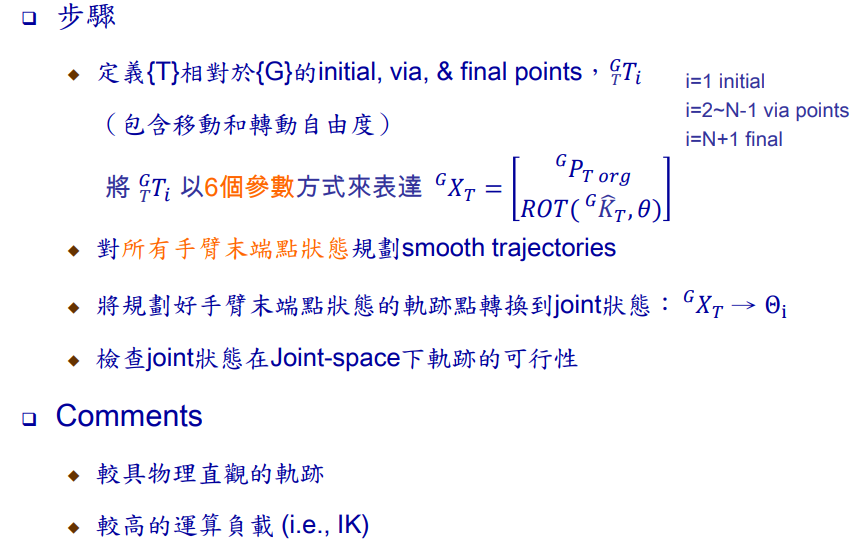 步驟
定義{T}相對於{G}的initial, via, & final points，$^G_T T_i$
i=1 initial
i=2~N-1 via points
i=N+1 final
（包含移動和轉動自由度）
將 $^G_T T_i$ 以6個參數方式來表達 $^G X_T = \begin{bmatrix} ^G P_{T\,org} \\ ROT(^G \hat{K}_T, \theta) \end{bmatrix}$
對所有手臂末端點狀態規劃smooth trajectories
將規劃好手臂末端點狀態的軌跡點轉換到joint狀態：$^G X_T \rightarrow \Theta_i$
檢查joint狀態在Joint-space下軌跡的可行性
Comments
較具物理直觀的軌跡
較高的運算負載 (i.e., IK)